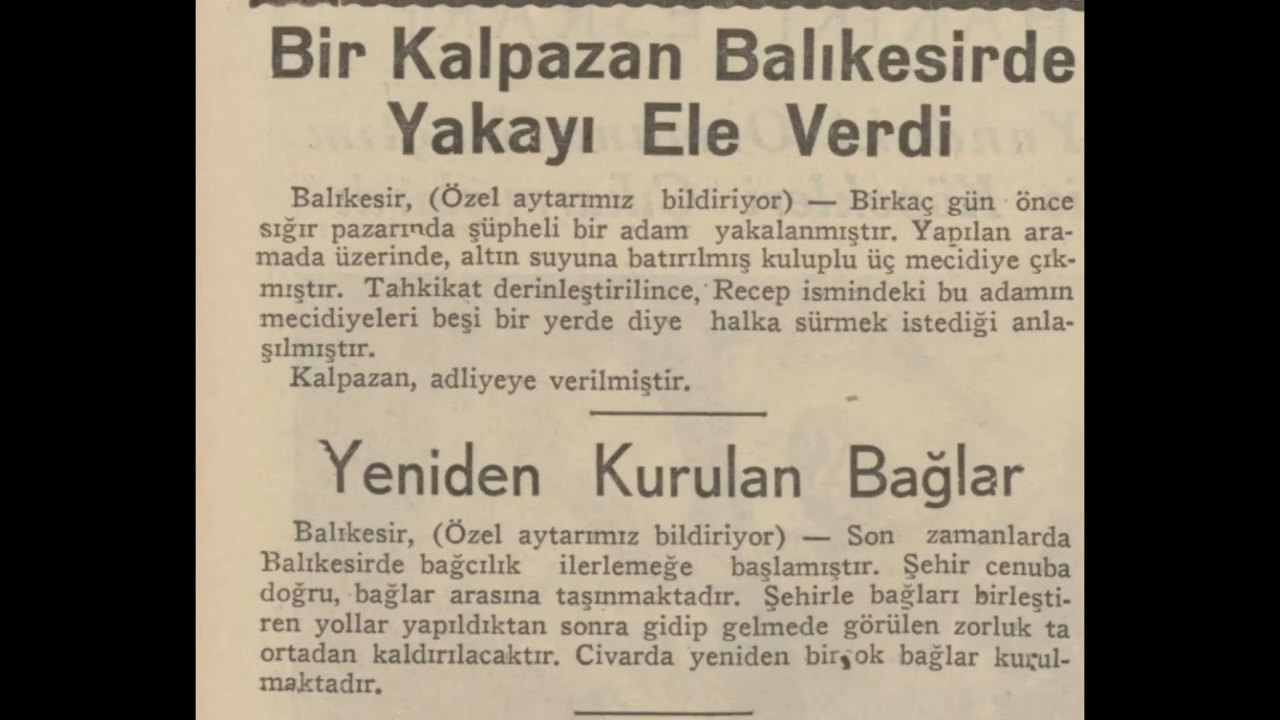 Bir Kalpazan Balıkesirde
Yakayı Ele Verdi
Balıkesir, (Özel aytarımız bildiriyor) — Birkaç gün önce
sığır pazarında şüpheli bir adam yakalanmıştır. Yapılan ara-
mada üzerinde, altın suyuna batırılmış kuluplu üç mecidiye çık-
mıştır. Tahkikat derinleştirilince, Recep ismindeki bu adamın
mecidiyeleri beşi bir yerde diye halka sürmek istediği anla-
şılmıştır.
Kalpazan, adliyeye verilmiştir.
Yeniden Kurulan Bağlar
Balıkesir, (Özel aytarımız bildiriyor) — Son zamanlarda
Balıkesirde bağcılık ilerlemeğe başlamıştır. Şehir cenuba
doğru, bağlar arasına taşınmaktadır. Şehirle bağları birleşti-
ren yollar yapıldıktan sonra gidip gelmede görülen zorluk ta
ortadan kaldırılacaktır. Civarda yeniden birçok bağlar kurul-
maktadır.